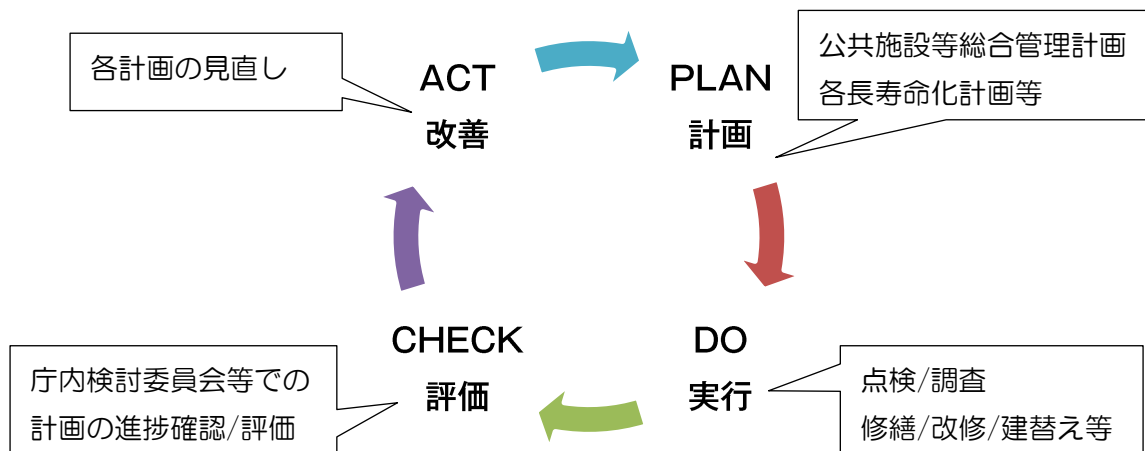 各計画の見直し
ACT
改善
PLAN
計画
公共施設等総合管理計画
各長寿命化計画等
CHECK
評価
庁内検討委員会等での
計画の進捗確認/評価
DO
実行
点検/調査
修繕/改修/建替え等